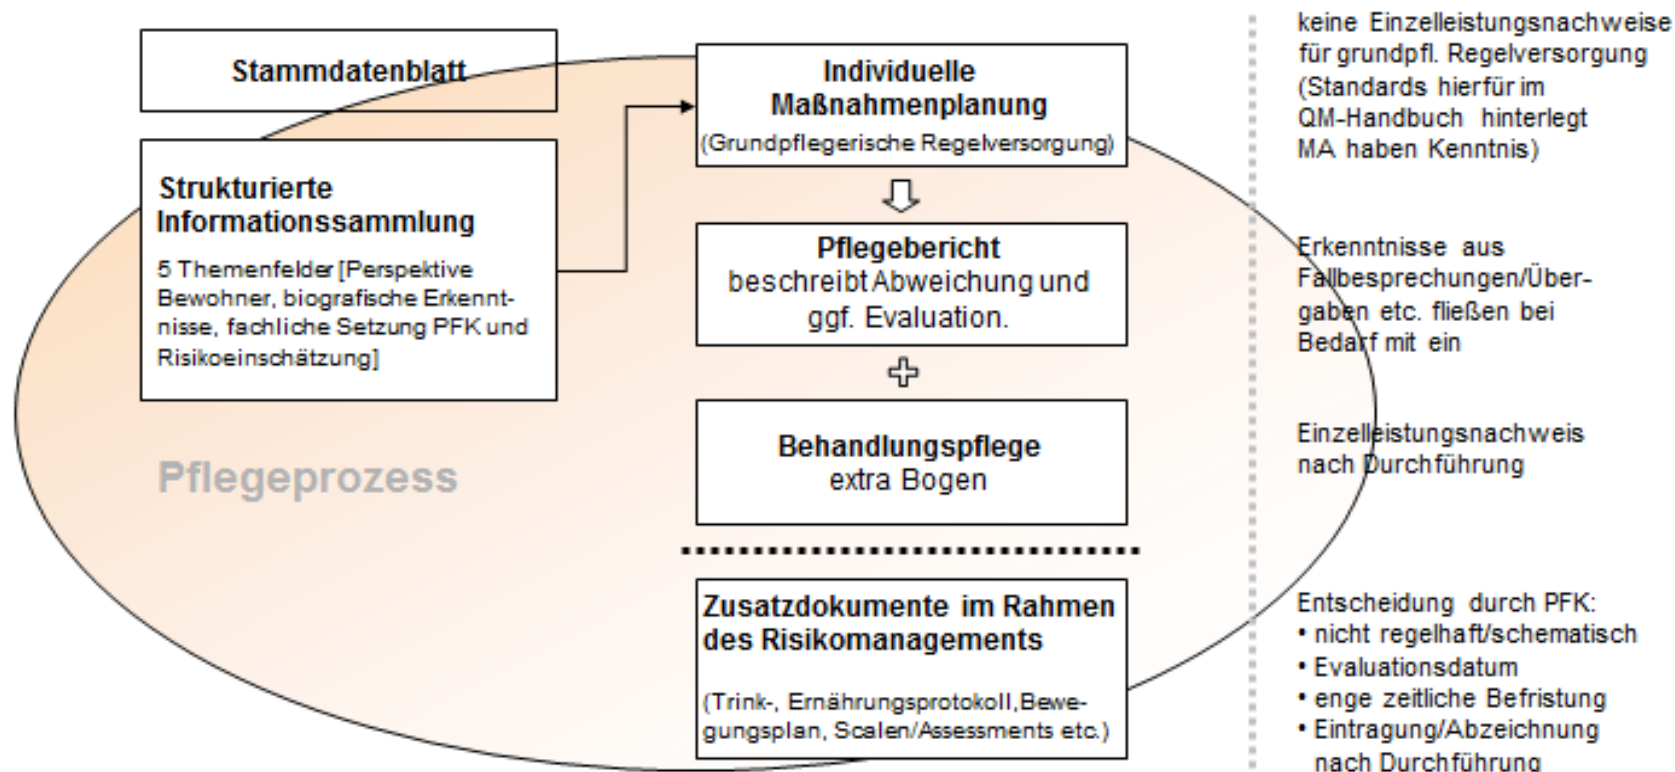 Stammdatenblatt
Strukturierte
Informationssammlung
5 Themenfelder [Perspektive
Bewohner, biografische Erkennt-
nisse, fachliche Setzung PFK und
Risikoeinschätzung]
Pflegeprozess
Individuelle
Maßnahmenplanung
(Grundpflegerische Regelversorgung)
Pflegebericht
beschreibt Abweichung und
ggf. Evaluation.
Behandlungspflege
extra Bogen
Zusatzdokumente im Rahmen
des Risikomanagements
(Trink-, Ernährungsprotokoll, Bewe-
gungsplan, Scalen/Assessments etc.)
keine Einzelleistungsnachweise
für grundpfl. Regelversorgung
(Standards hierfür im
QM-Handbuch hinterlegt
MA haben Kenntnis)
Erkenntnisse aus
Fallbesprechungen/Über-
gaben etc. fließen bei
Bedarf mit ein
Einzelleistungsnachweis
nach Durchführung
Entscheidung durch PFK:
• nicht regelhaft/schematisch
• Evaluationsdatum
• enge zeitliche Befristung
• Eintragung/Abzeichnung
nach Durchführung